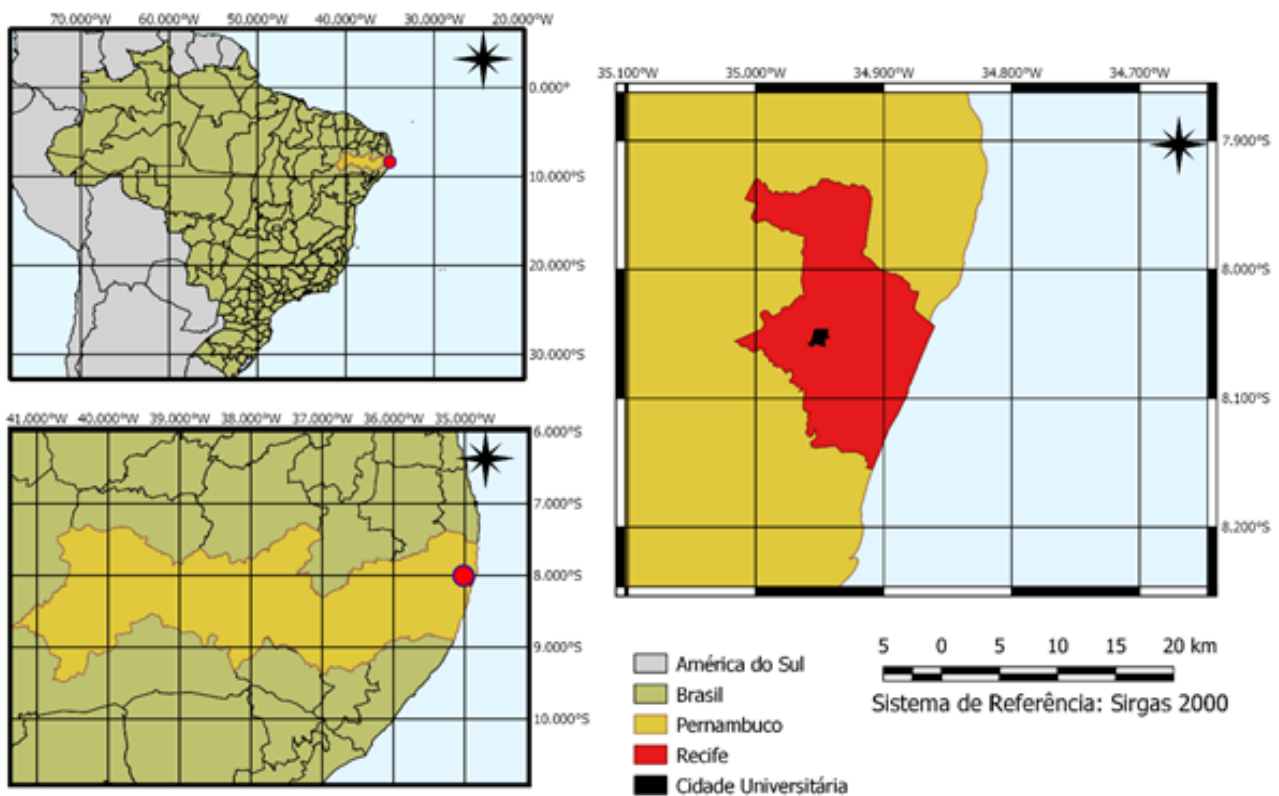 70.000°W 60.000°W 50.000°W 40.000°W 30.000°W 20.000°W
0.000°
10.000°S
20.000°S
30.000°S
41.000°W 40.000°W 39.000°W 38.000°W 37.000°W 36.000°W 35.000°W
6.000°S
7.000°S
8.000°S
9.000°S
10.000°S
35.100°W 35.000°W 34.900°W 34.800°W 34.700°W
7.900°S
8.000°S
8.100°S
8.200°S
América do Sul
Brasil
Pernambuco
Recife
Cidade Universitária
5 0 5 10 15 20 km
Sistema de Referência: Sirgas 2000